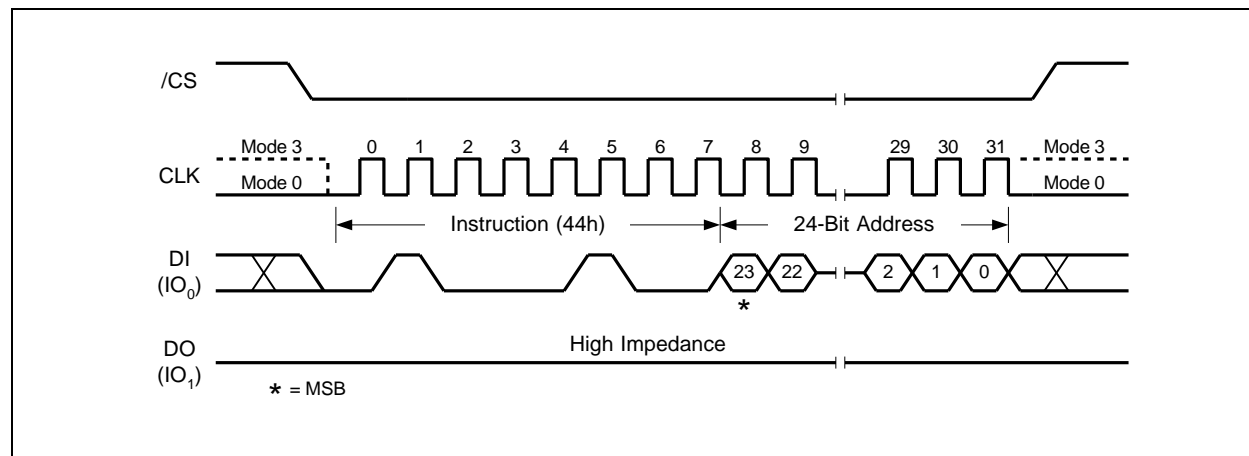 /CS
Mode 3
CLK
Mode 0
0 1 2 3 4 5 6 7 8 9 29 30 31
Mode 3
Mode 0
Instruction (44h)
24-Bit Address
DI
(IO₀)
23 22 2 1 0
*
DO
(IO₁)
High Impedance
* = MSB